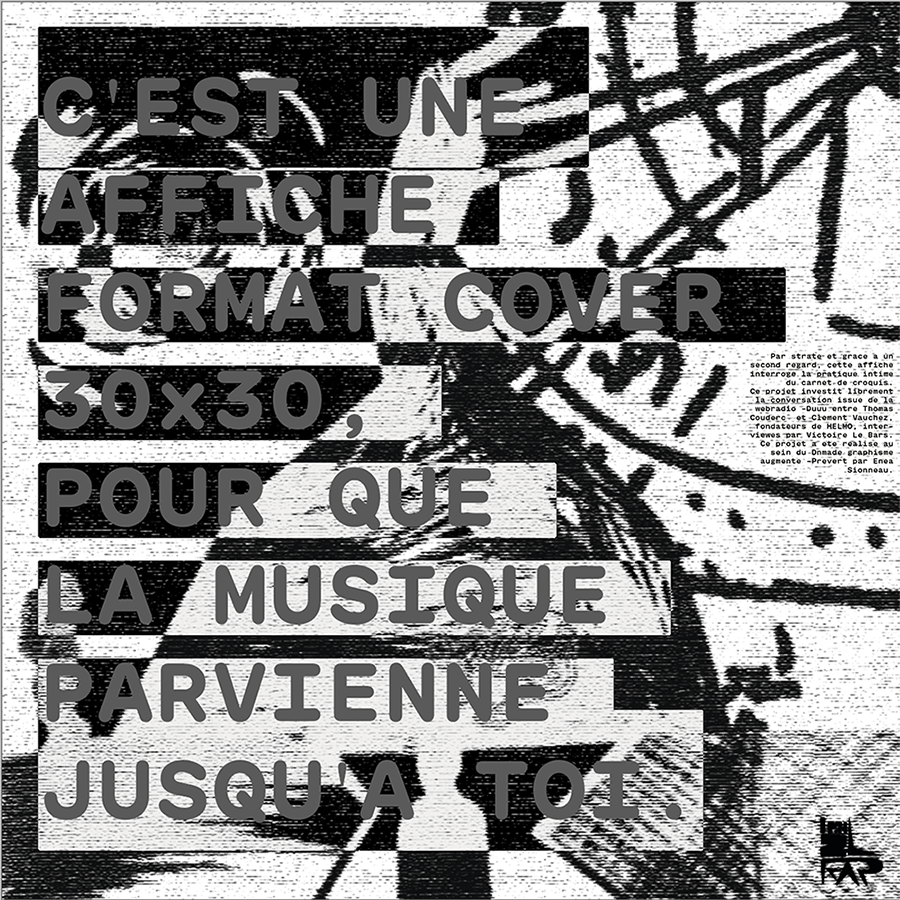 C'EST UNE
AFFICHE
FORMAT COVER
30x30,
POUR QUE
LA MUSIQUE
PARVIENNE
JUSQU'A TOI.
Par strate et grace a un
second regard, cette affiche
interroge la pratique intime
du carnet de croquis.
Ce projet investit librement
la conversation issue de la
webradio -Duuu entre Thomas
Couderc- et Clement Vauchez,
fondateurs de HELMO, inter-
viewes par Victoire Le Bars.
Ce projet a ete realise au
sein du Dnmade graphisme
augmente -Prevert par Enea
Sionneau.